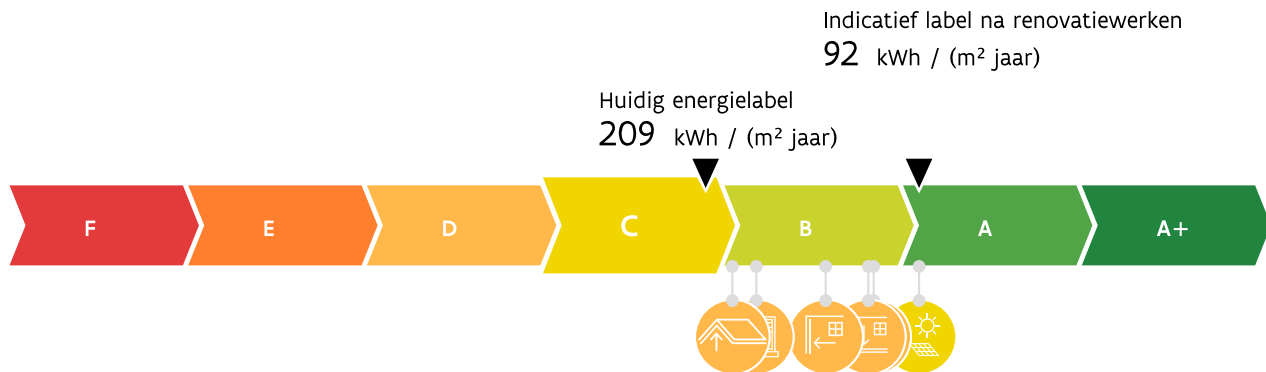 Indicatief label na renovatiewerken
92 kWh / (m² jaar)
Huidig energielabel
209 kWh / (m² jaar)
F E D C B A A+